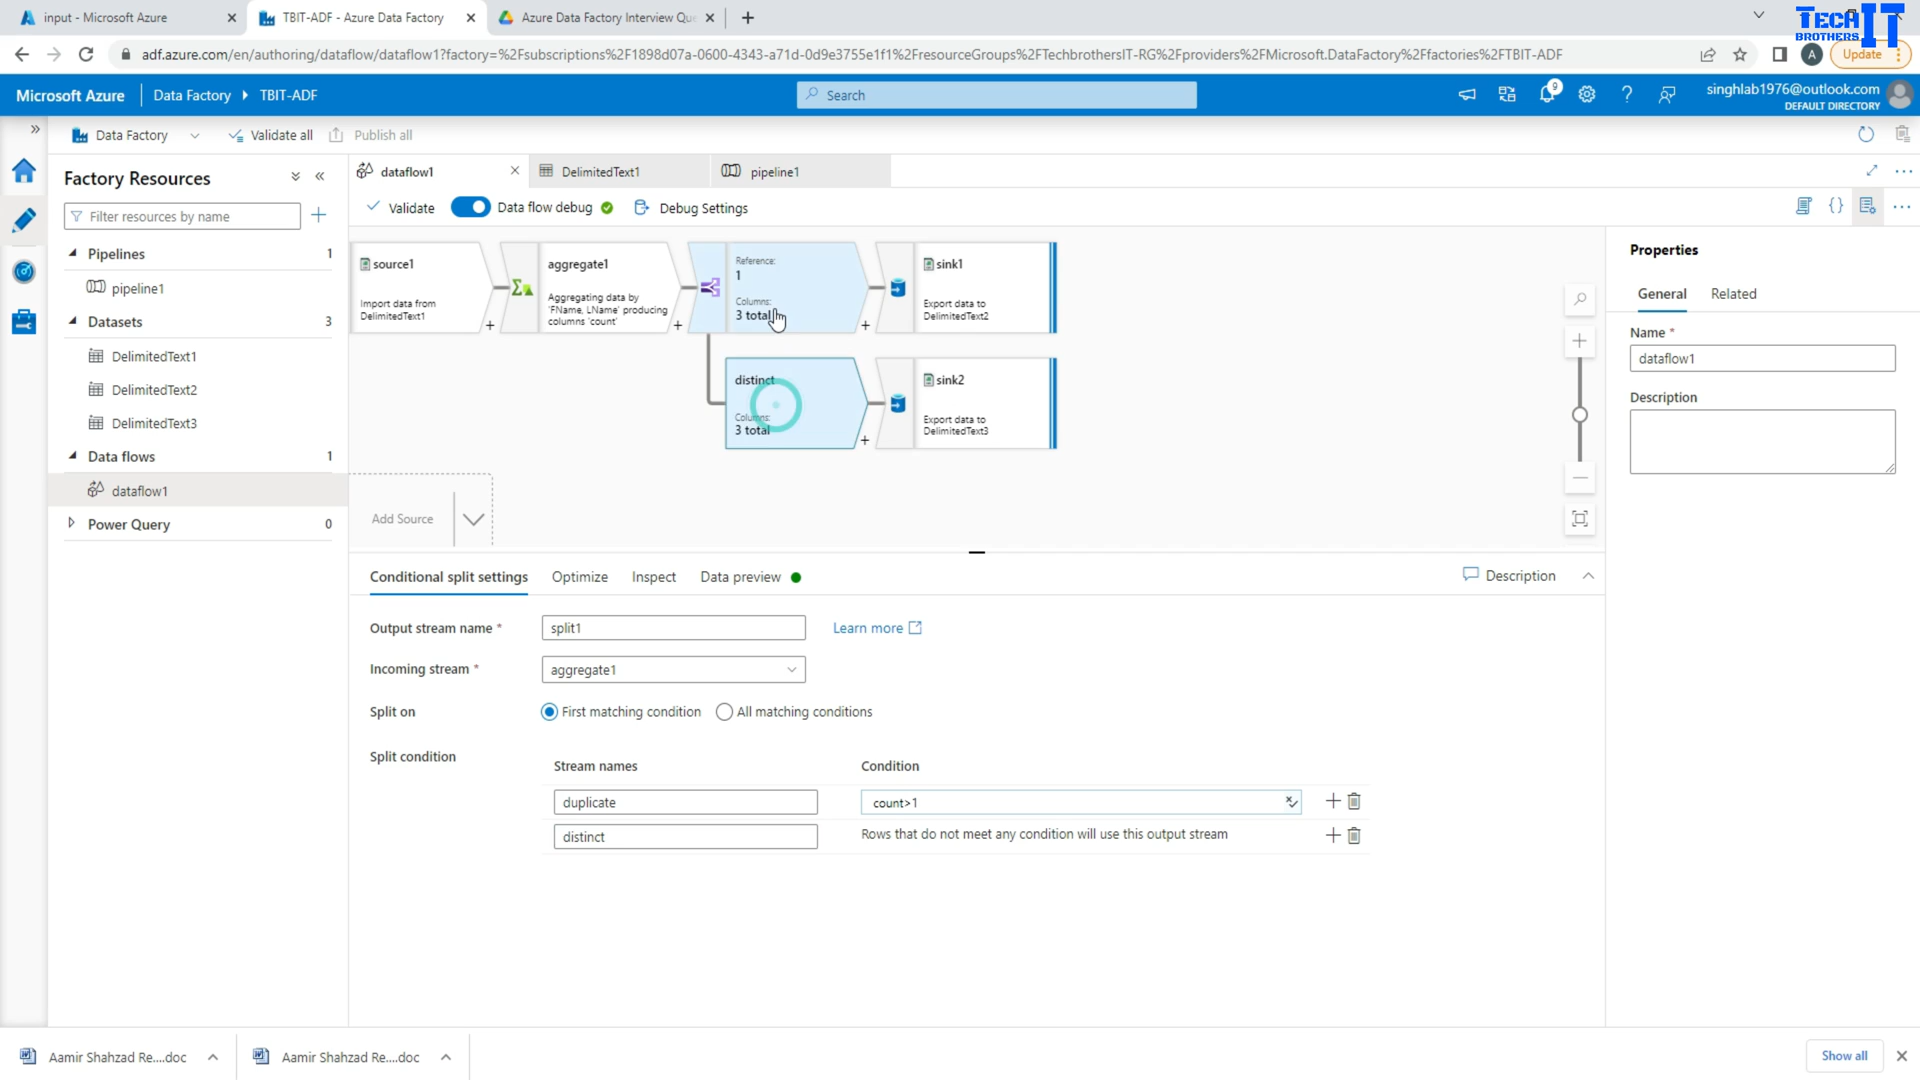 input - Microsoft Azure
TBIT-ADF - Azure Data Factory
Azure Data Factory Interview Que
TECH IT
BROTHERS
adf.azure.com/en/authoring/dataflow/dataflow1?factory=%2Fsubscriptions%2F1898d07a-0600-4343-a71d-0d9e3755e1f1%2FresourceGroups%2FTechbrothersIT-RG%2Fproviders%2FMicrosoft.DataFactory%2Ffactories%2FTBIT-ADF
A
Update
Microsoft Azure
Data Factory
TBIT-ADF
Search
9
singhlab1976@outlook.com
DEFAULT DIRECTORY
Data Factory
Validate all
Publish all
Factory Resources
Filter resources by name
Pipelines 1
pipeline1
Datasets 3
DelimitedText1
DelimitedText2
DelimitedText3
Data flows 1
dataflow1
Power Query 0
dataflow1
DelimitedText1
pipeline1
Validate
Data flow debug
Debug Settings
source1
Import data from
DelimitedText1
aggregate1
Aggregating data by
'FName, LName' producing
columns 'count'
Reference:
1
Columns:
3 total
sink1
Export data to
DelimitedText2
distinct
Columns:
3 total
sink2
Export data to
DelimitedText3
Add Source
Conditional split settings
Optimize
Inspect
Data preview
Description
Output stream name *
split1
Learn more
Incoming stream *
aggregate1
Split on
First matching condition
All matching conditions
Split condition
Stream names
Condition
duplicate
count>1
distinct
Rows that do not meet any condition will use this output stream
Properties
General
Related
Name *
dataflow1
Description
Aamir Shahzad Re....doc
Aamir Shahzad Re....doc
Show all